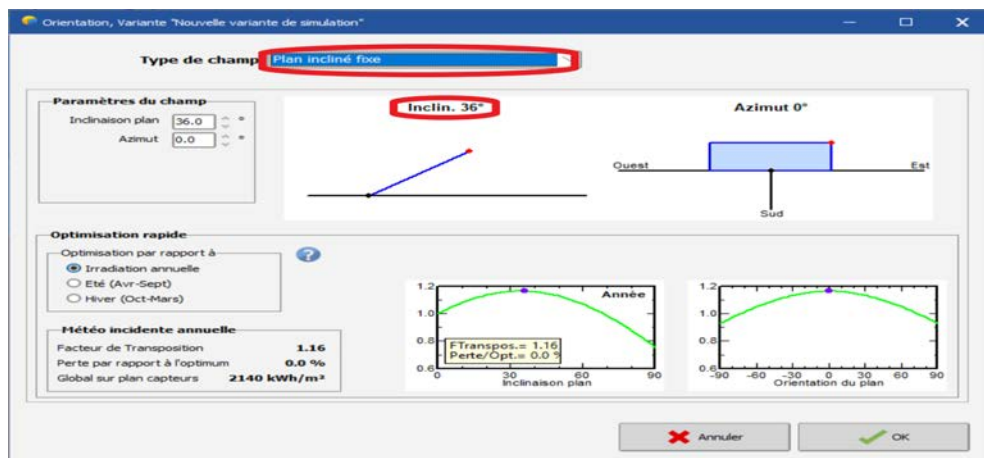 Orientation, Variante "Nouvelle variante de simulation"
Type de champ Plan incliné fixe
Paramètres du champ
Inclinaison plan 36.0 °
Azimut 0.0 °
Inclin. 36°
Azimut 0°
Ouest
Est
Sud
Optimisation rapide
Optimisation par rapport à
Irradiation annuelle
Eté (Avr-Sept)
Hiver (Oct-Mars)
?
Météo incidente annuelle
Facteur de Transposition 1.16
Perte par rapport à l'optimum 0.0 %
Global sur plan capteurs 2140 kWh/m²
1.2
1.0
0.8
0.6
Année
FTranspos.= 1.16
Perte/Opt.= 0.0 %
0 30 60 90
Inclinaison plan
1.2
1.0
0.8
0.6
-90 -60 -30 0 30 60 90
Orientation du plan
Annuler
OK